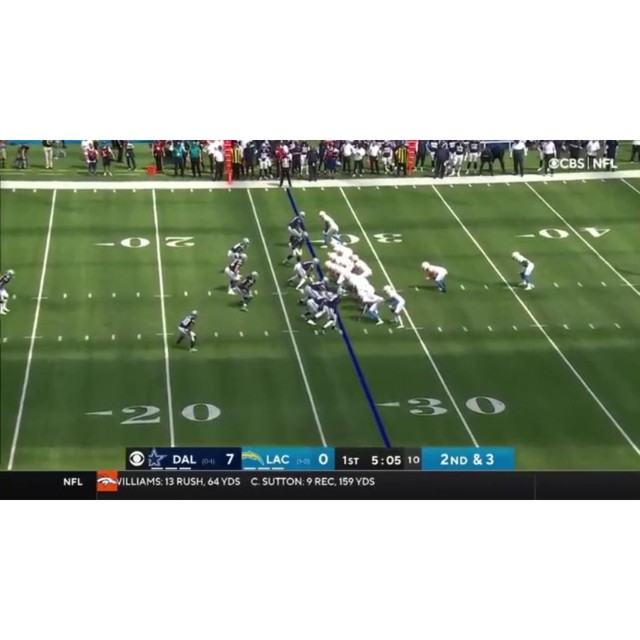 ©CBS | NFL
20 30 40
20 30
DAL (0-1) 7 LAC (1-0) 0 1ST 5:05 10 2ND & 3
NFL WILLIAMS: 13 RUSH, 64 YDS C. SUTTON: 9 REC, 159 YDS